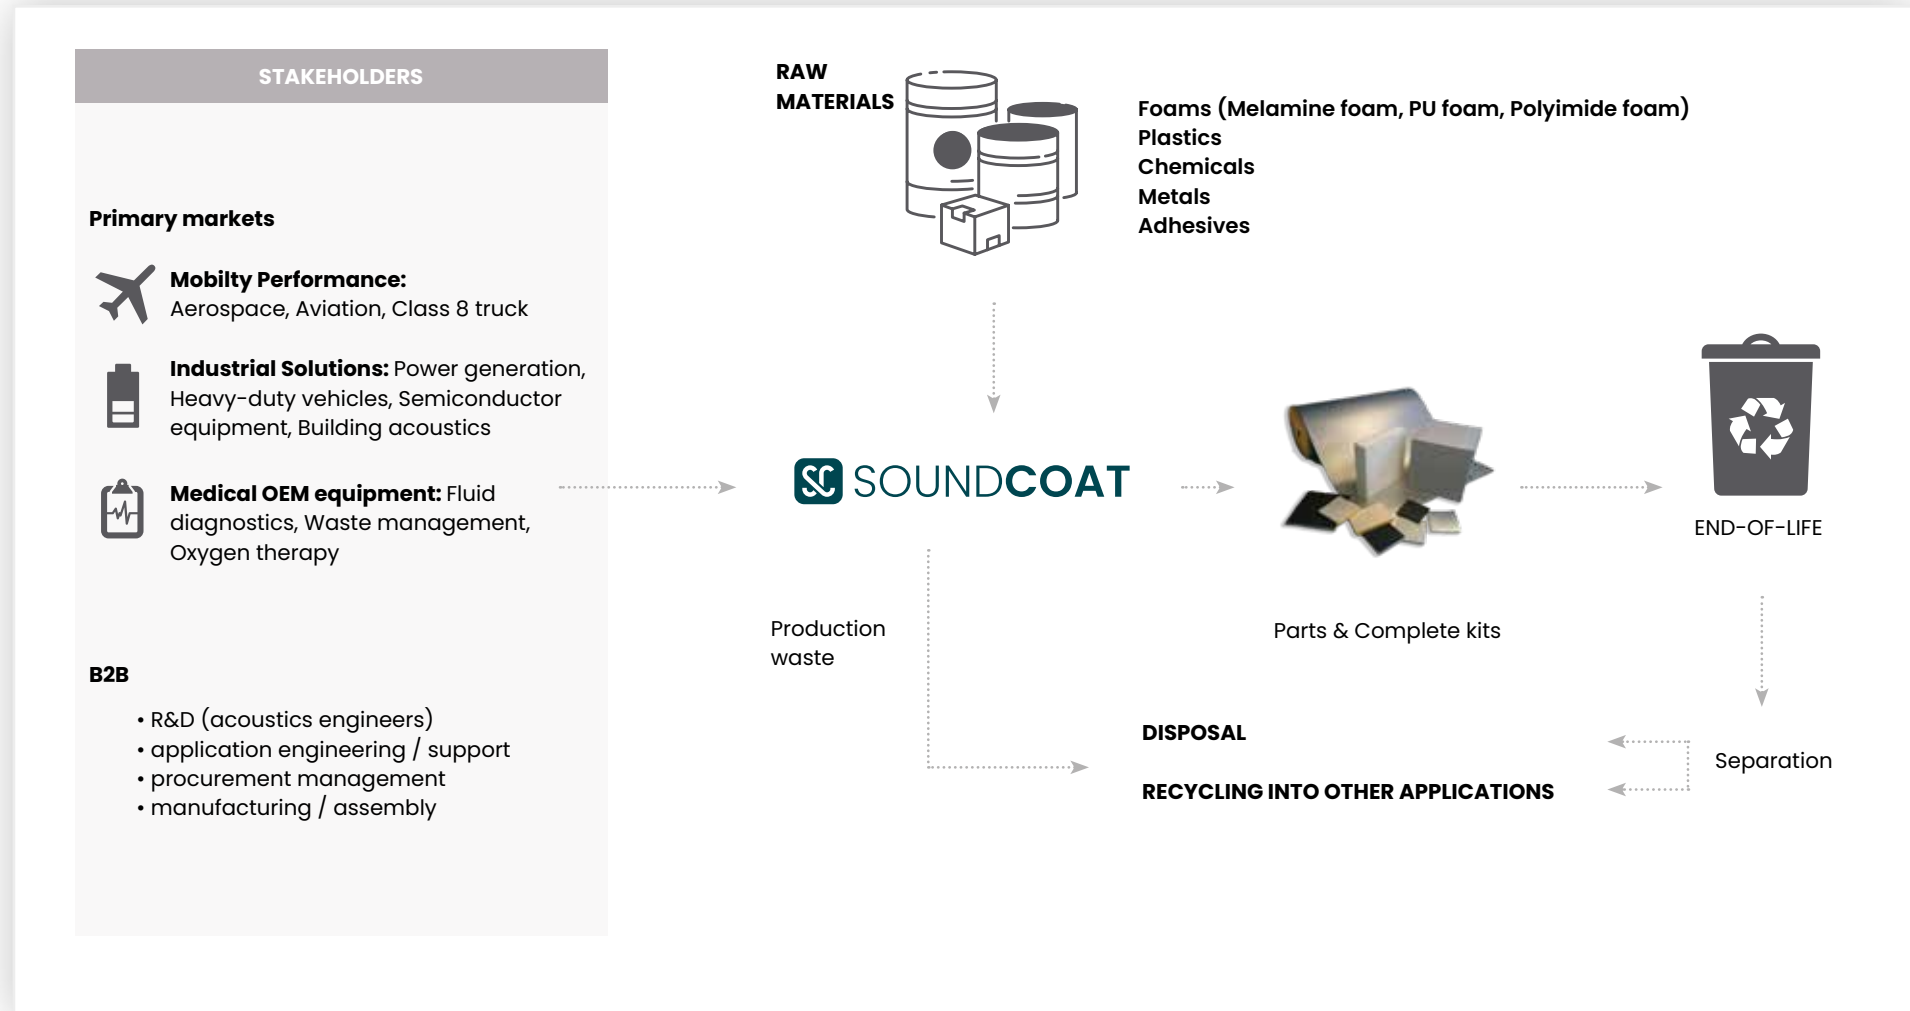 STAKEHOLDERS
Primary markets
Mobilty Performance:
Aerospace, Aviation, Class 8 truck
Industrial Solutions: Power generation,
Heavy-duty vehicles, Semiconductor
equipment, Building acoustics
Medical OEM equipment: Fluid
diagnostics, Waste management,
Oxygen therapy
B2B
• R&D (acoustics engineers)
• application engineering / support
• procurement management
• manufacturing / assembly
RAW
MATERIALS
Foams (Melamine foam, PU foam, Polyimide foam)
Plastics
Chemicals
Metals
Adhesives
SC SOUNDCOAT
Parts & Complete kits
END-OF-LIFE
Production
waste
Separation
DISPOSAL
RECYCLING INTO OTHER APPLICATIONS